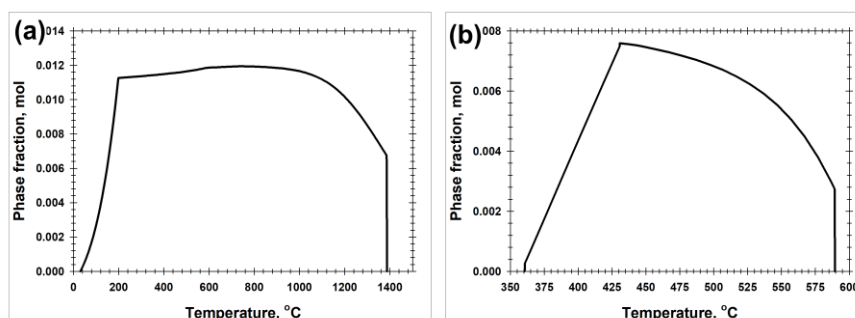 (a)
014
0.012
0.010
0.008
0.006
0.004
0.002
0.000
Phase fraction, mol
0 200 400 600 800 1000 1200 1400
Temperature, °C
(b)
008
0.006
0.004
0.002
0.000
Phase fraction, mol
350 375 400 425 450 475 500 525 550 575 600
Temperature, °C